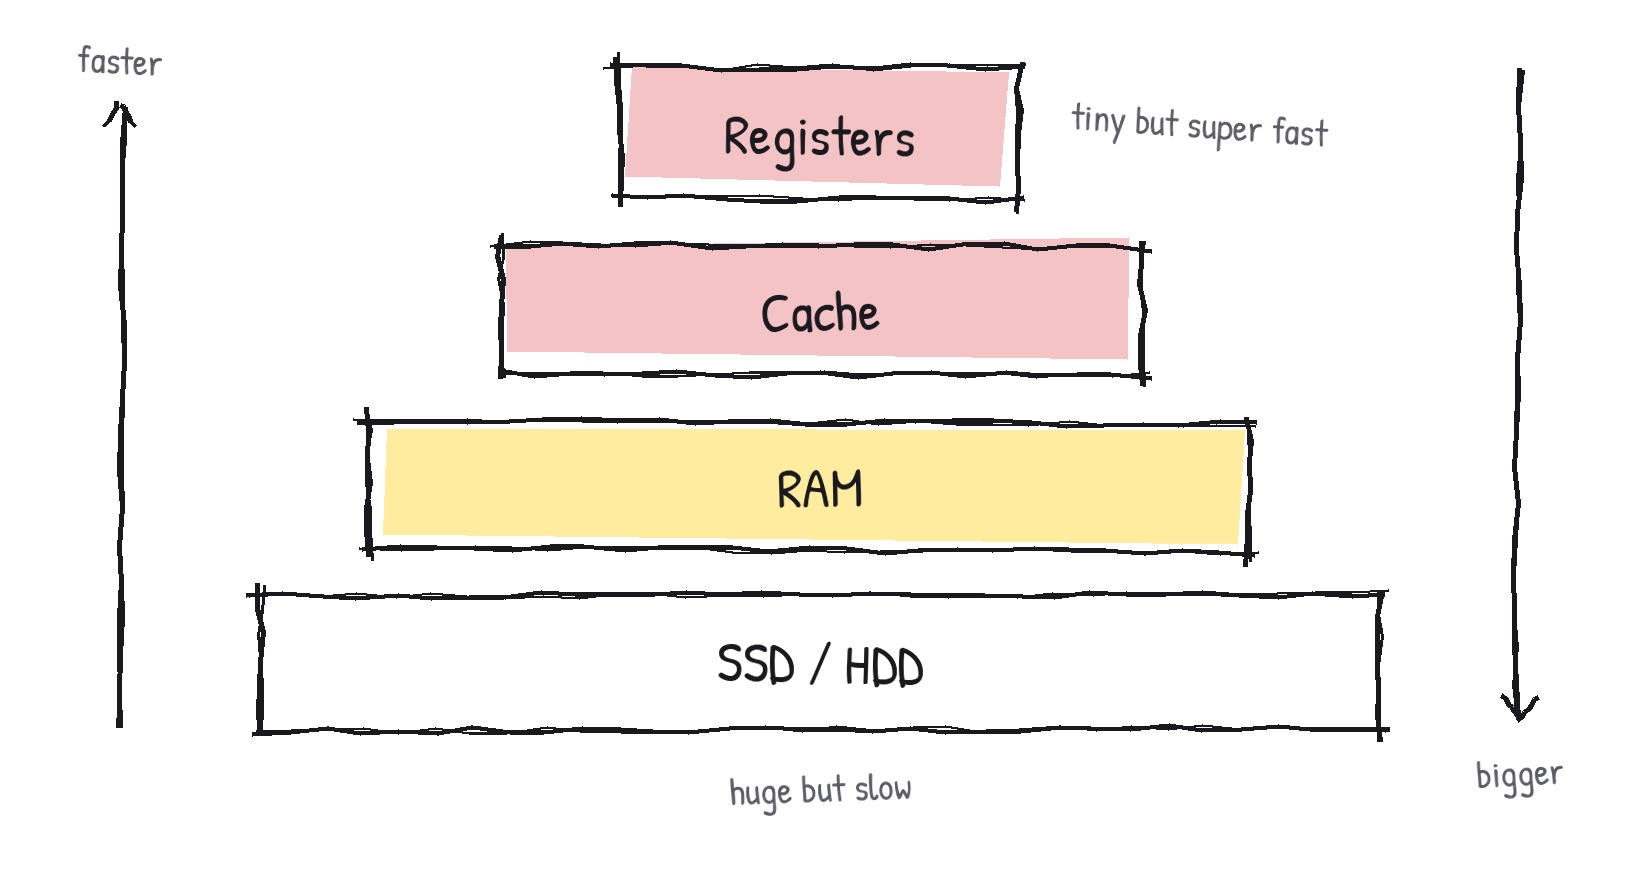 faster
Registers
tiny but super fast
Cache
RAM
SSD / HDD
huge but slow
bigger